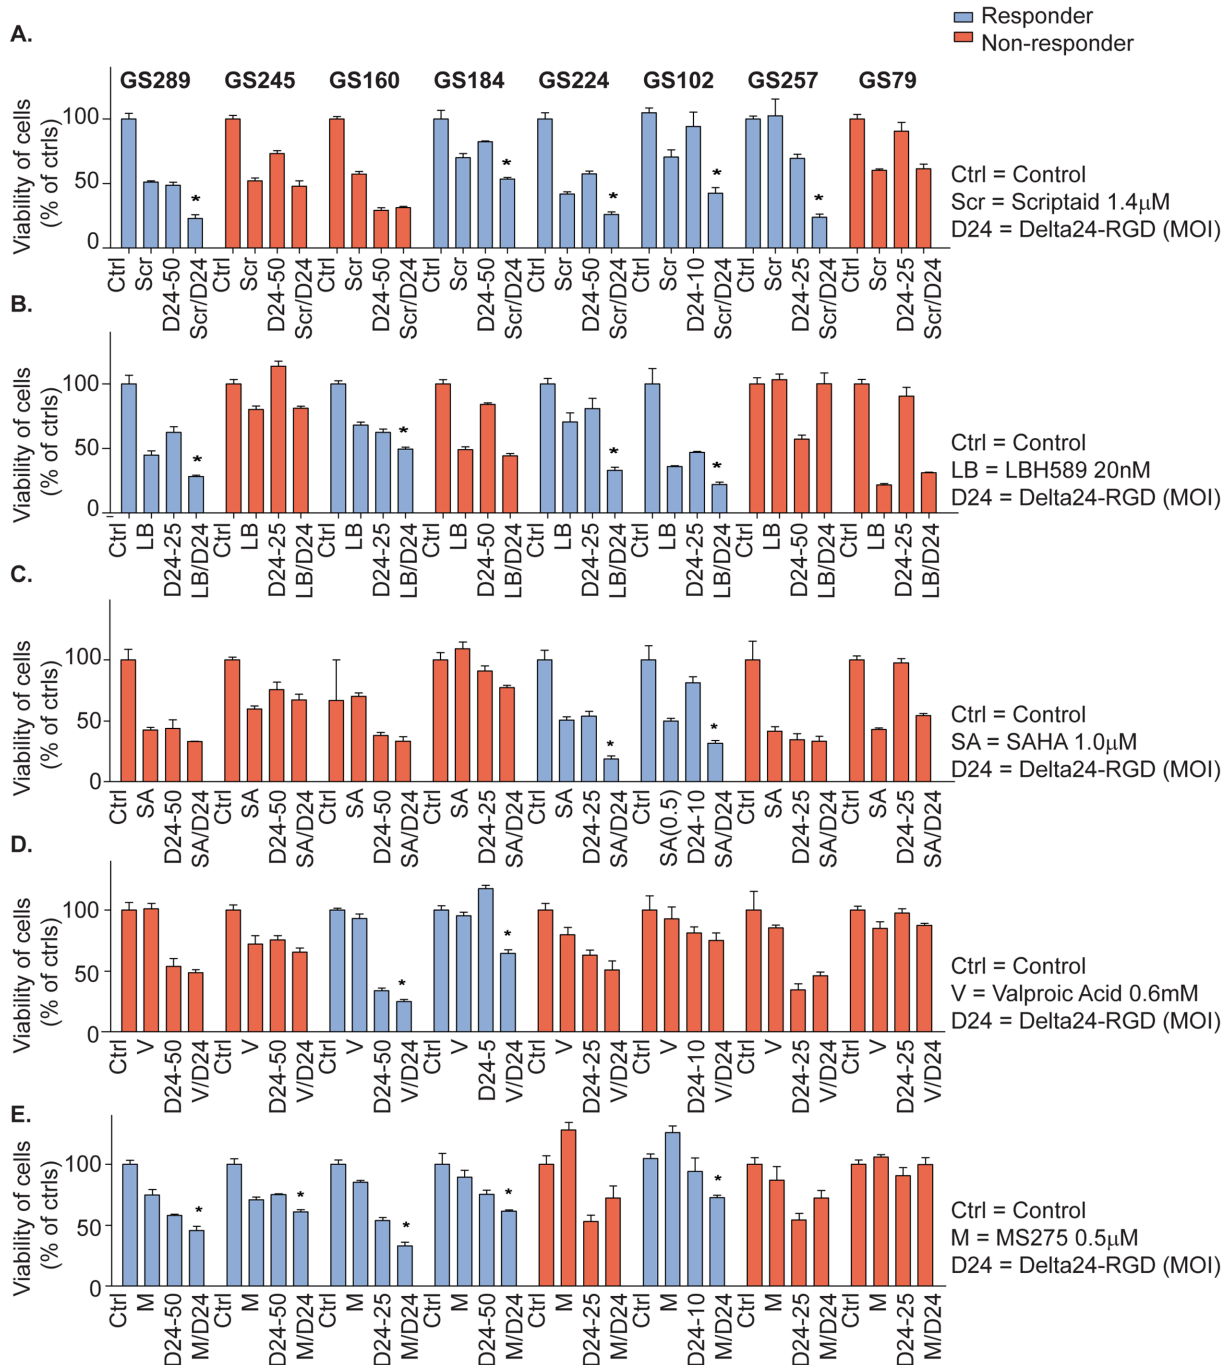 Responder
Non-responder
A.
GS289 GS245 GS160 GS184 GS224 GS102 GS257 GS79
Viability of cells
(% of ctrls)
100
50
0
Ctrl Scr D24-50 Scr/D24 Ctrl Scr D24-50 Scr/D24 Ctrl Scr D24-50 Scr/D24 Ctrl Scr D24-50 Scr/D24 Ctrl Scr D24-50 Scr/D24 Ctrl Scr D24-10 Scr/D24 Ctrl Scr D24-25 Scr/D24 Ctrl Scr D24-25 Scr/D24
* * * * *
Ctrl = Control
Scr = Scriptaid 1.4µM
D24 = Delta24-RGD (MOI)
B.
Viability of cells
(% of ctrls)
100
50
0
* * * *
Ctrl LB D24-25 LB/D24 Ctrl LB D24-25 LB/D24 Ctrl LB D24-25 LB/D24 Ctrl LB D24-50 LB/D24 Ctrl LB D24-25 LB/D24 Ctrl LB D24-25 LB/D24 Ctrl LB D24-50 LB/D24 Ctrl LB D24-25 LB/D24
Ctrl = Control
LB = LBH589 20nM
D24 = Delta24-RGD (MOI)
C.
Viability of cells
(% of ctrls)
100
50
0
* *
Ctrl SA D24-50 SA/D24 Ctrl SA D24-50 SA/D24 Ctrl SA D24-50 SA/D24 Ctrl SA D24-25 SA/D24 Ctrl SA D24-25 SA/D24 Ctrl SA(0.5) D24-10 SA/D24 Ctrl SA D24-25 SA/D24 Ctrl SA D24-25 SA/D24
Ctrl = Control
SA = SAHA 1.0µM
D24 = Delta24-RGD (MOI)
D.
Viability of cells
(% of ctrls)
100
50
0
* *
Ctrl V D24-50 V/D24 Ctrl V D24-50 V/D24 Ctrl V D24-50 V/D24 Ctrl V D24-5 V/D24 Ctrl V D24-25 V/D24 Ctrl V D24-10 V/D24 Ctrl V D24-25 V/D24 Ctrl V D24-25 V/D24
Ctrl = Control
V = Valproic Acid 0.6mM
D24 = Delta24-RGD (MOI)
E.
Viability of cells
(% of ctrls)
100
50
0
* * * * *
Ctrl M D24-50 M/D24 Ctrl M D24-50 M/D24 Ctrl M D24-50 M/D24 Ctrl M D24-50 M/D24 Ctrl M D24-25 M/D24 Ctrl M D24-10 M/D24 Ctrl M D24-25 M/D24 Ctrl M D24-25 M/D24
Ctrl = Control
M = MS275 0.5µM
D24 = Delta24-RGD (MOI)